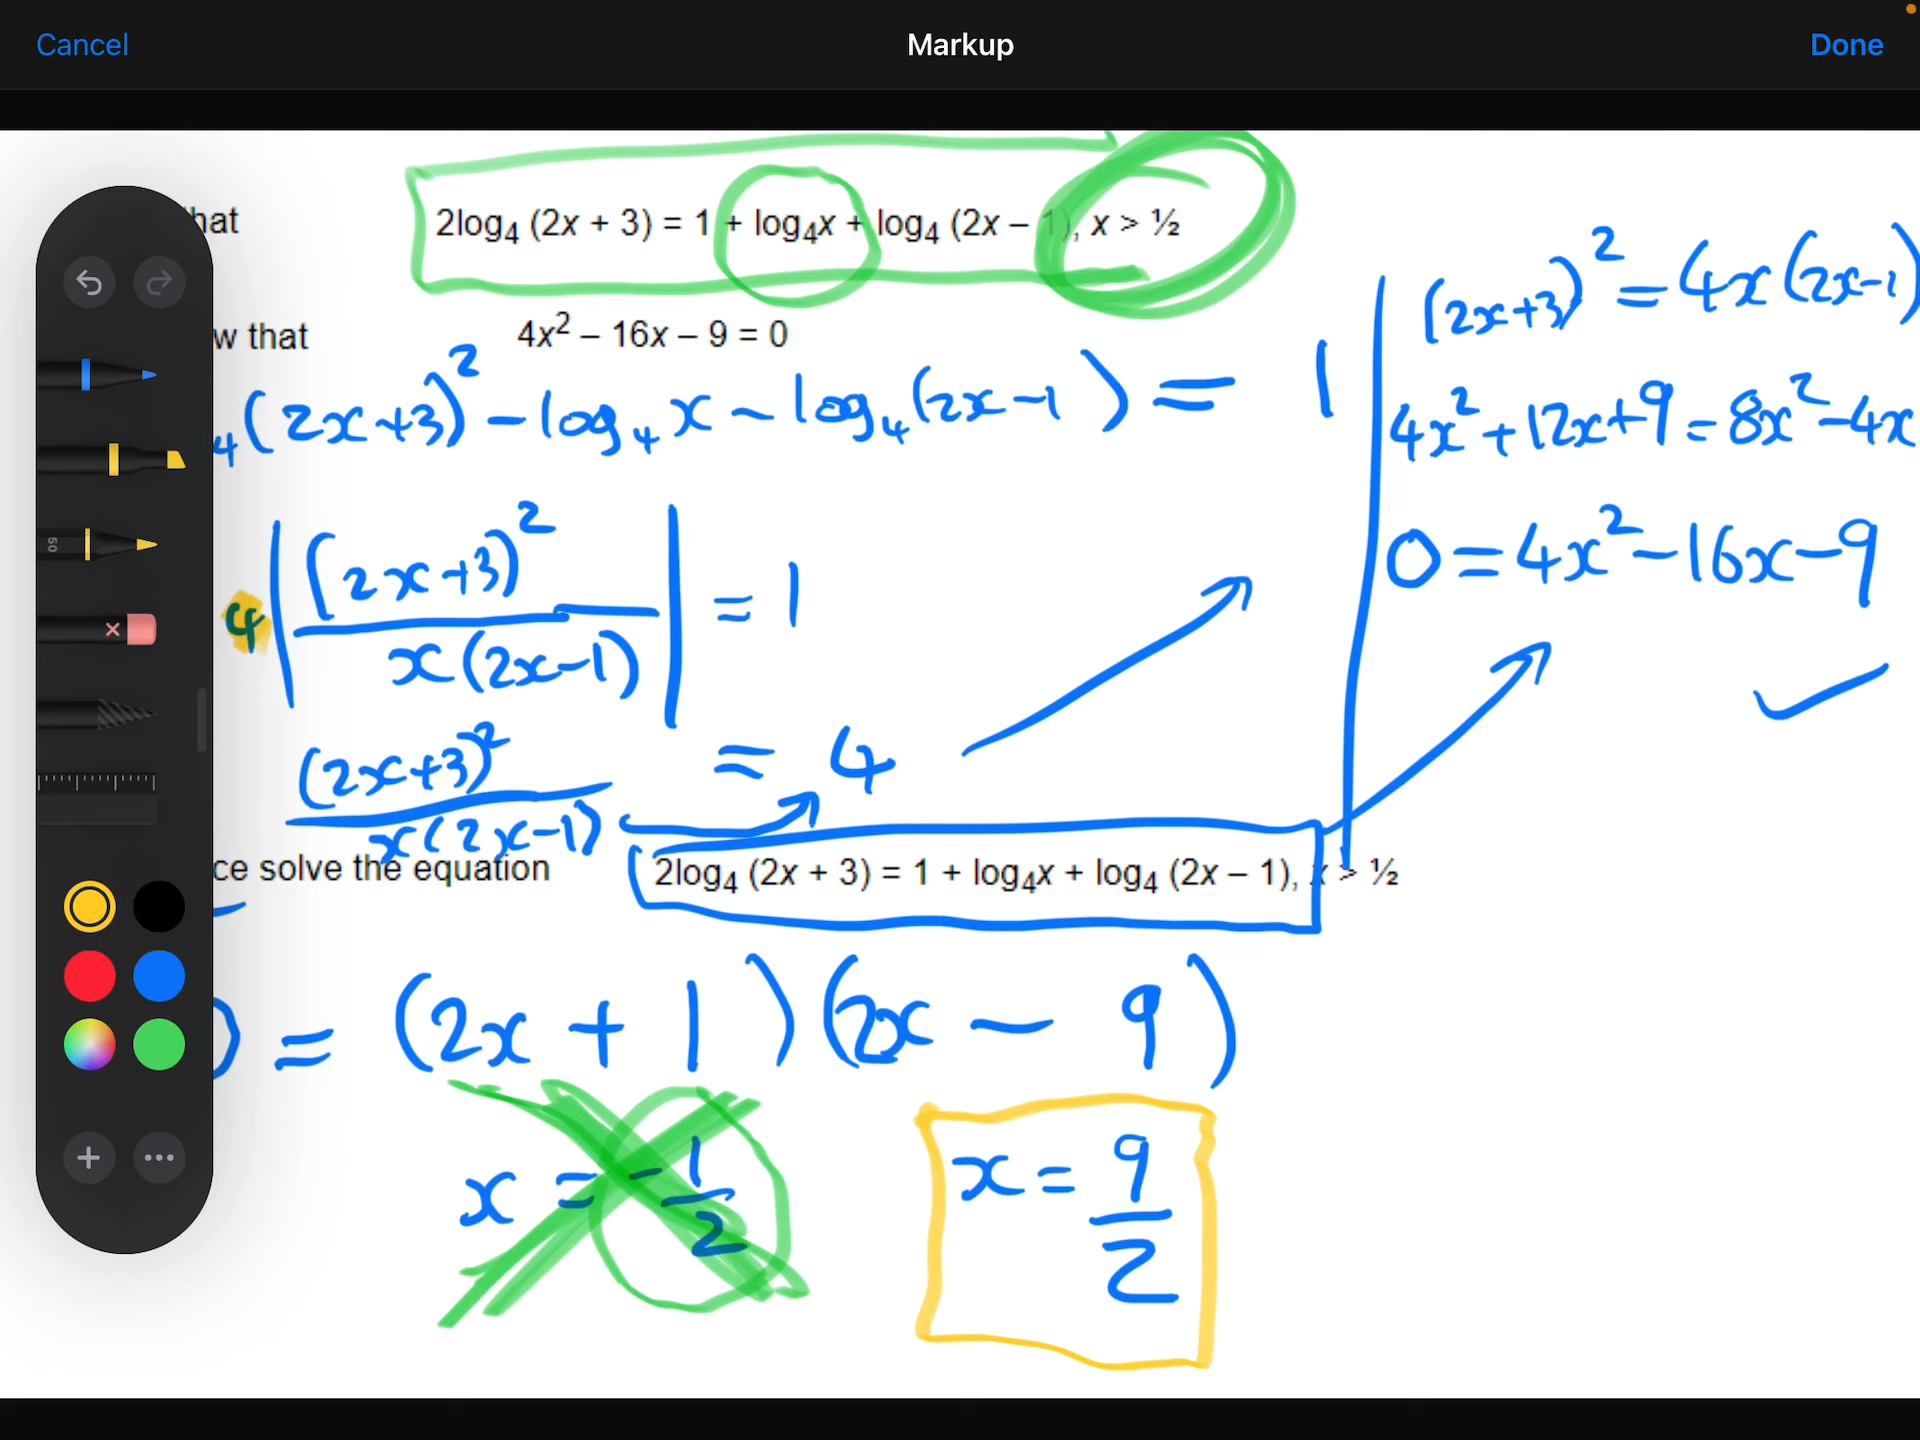 Cancel
Markup
Done
hat 2log₄ (2x + 3) = 1 + log₄x + log₄ (2x – 1), x > ½
w that 4x² – 16x – 9 = 0
₄(2x+3)² - log₄ x - log₄(2x-1) = 1
4 | (2x+3)² / x(2x-1) | = 1
(2x+3)² / x(2x-1) = 4
(2x+3)² = 4x(2x-1)
4x² + 12x + 9 = 8x² - 4x
0 = 4x² - 16x - 9
50
ce solve the equation 2log₄ (2x + 3) = 1 + log₄x + log₄ (2x – 1), x > ½
= (2x + 1)(2x - 9)
x = -1/2
x = 9/2